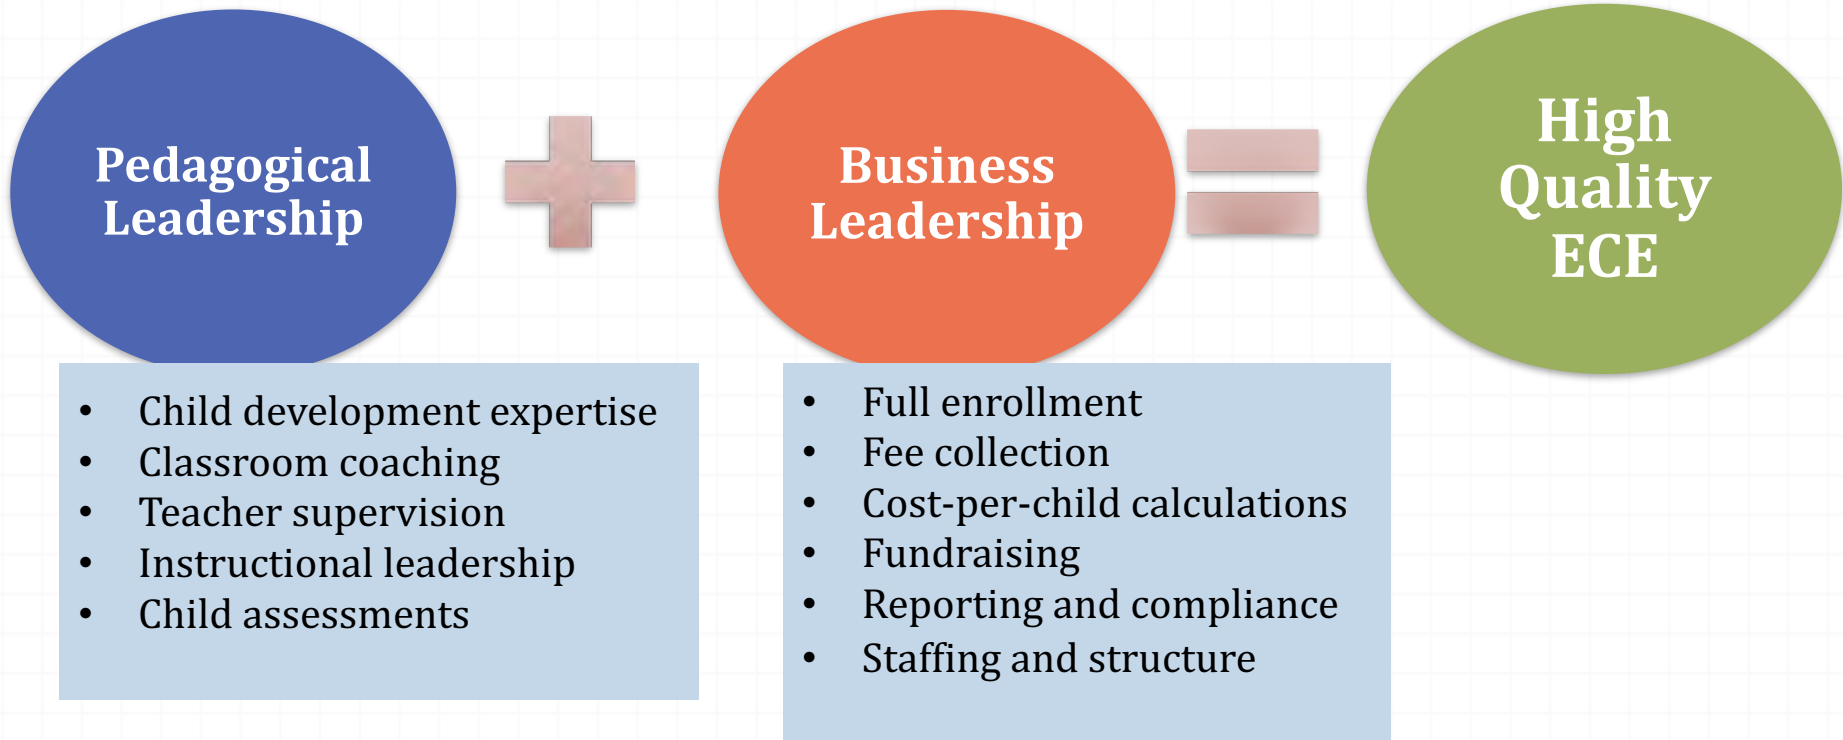 Pedagogical
Leadership
Business
Leadership
High
Quality
ECE
• Child development expertise
• Classroom coaching
• Teacher supervision
• Instructional leadership
• Child assessments
• Full enrollment
• Fee collection
• Cost-per-child calculations
• Fundraising
• Reporting and compliance
• Staffing and structure